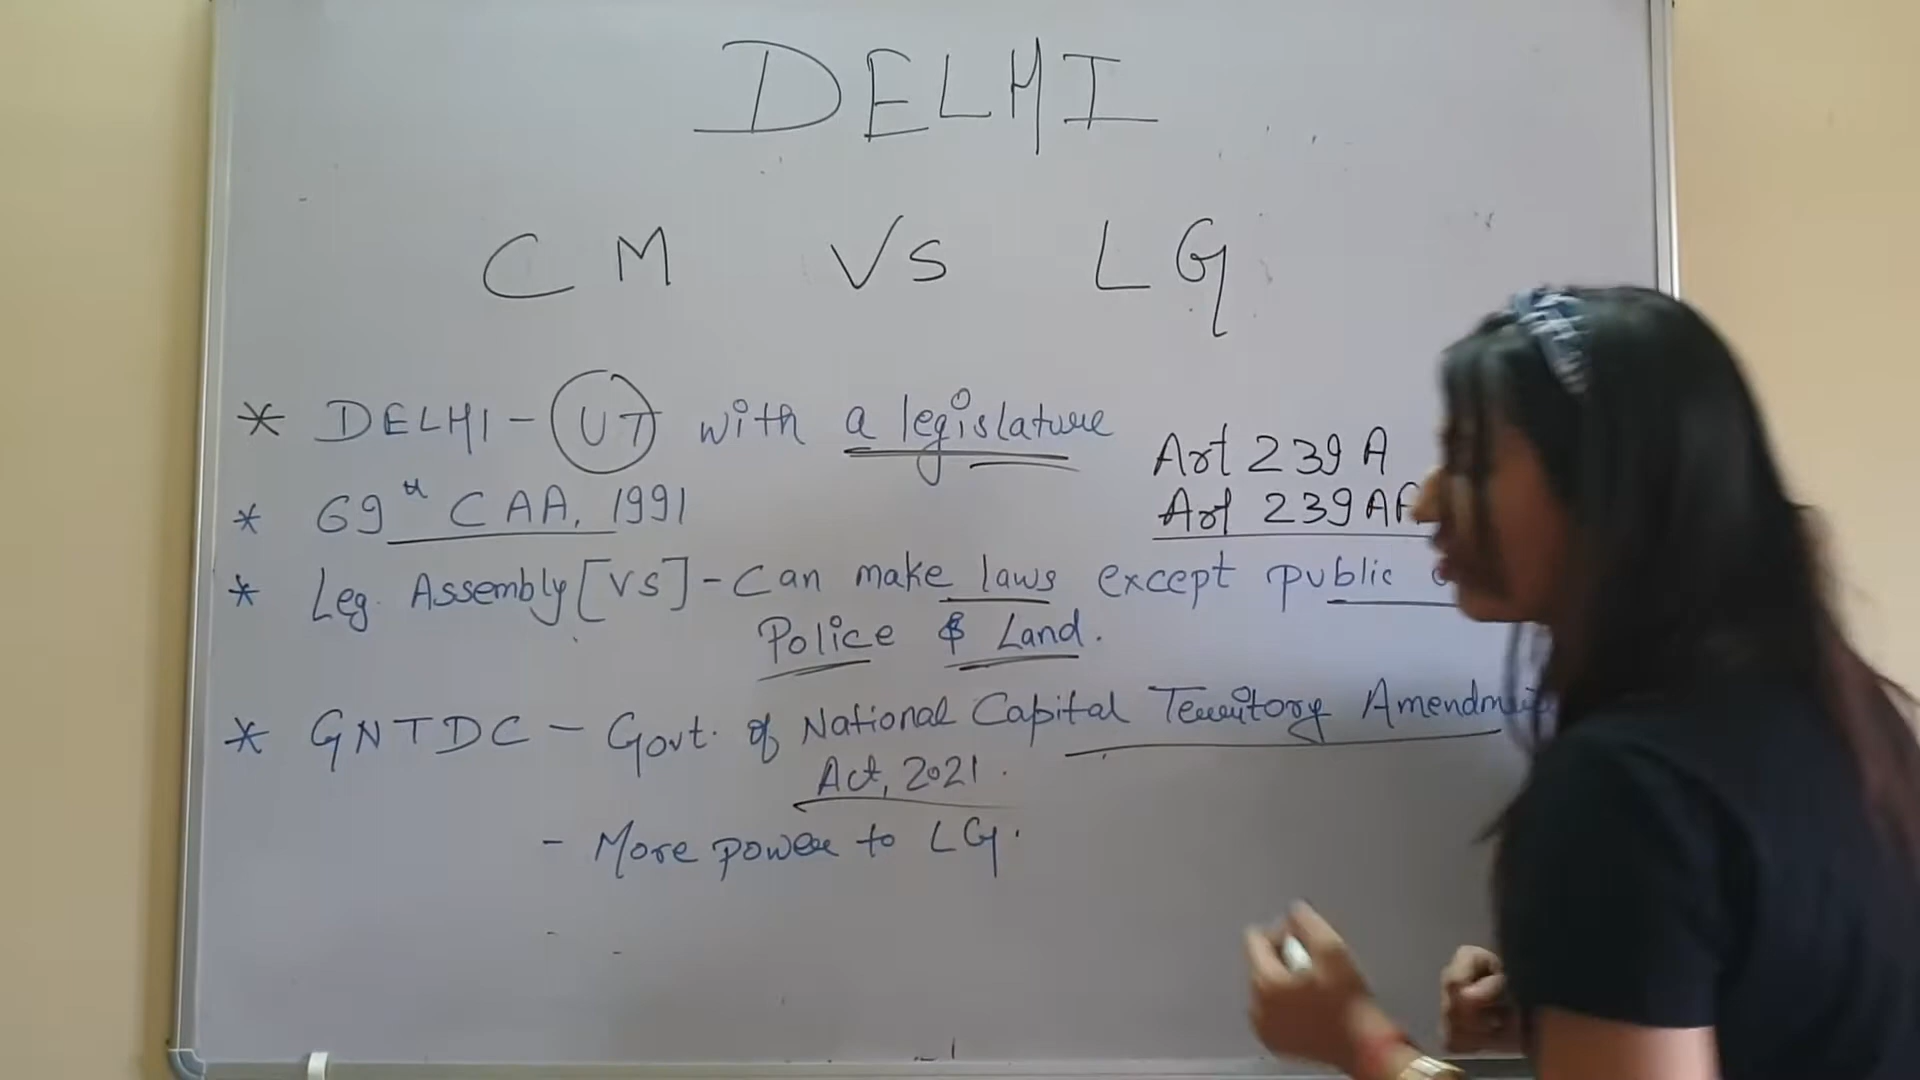 DELHI
CM VS LG
* DELHI - UT with a legislature
Art 239 A
* 69th CAA, 1991
Art 239 AA
* Leg. Assembly [VS] - Can make laws except public
Police & Land.
* GNTDC - Govt. of National Capital Territory Amendment
Act, 2021.
- More power to LG.